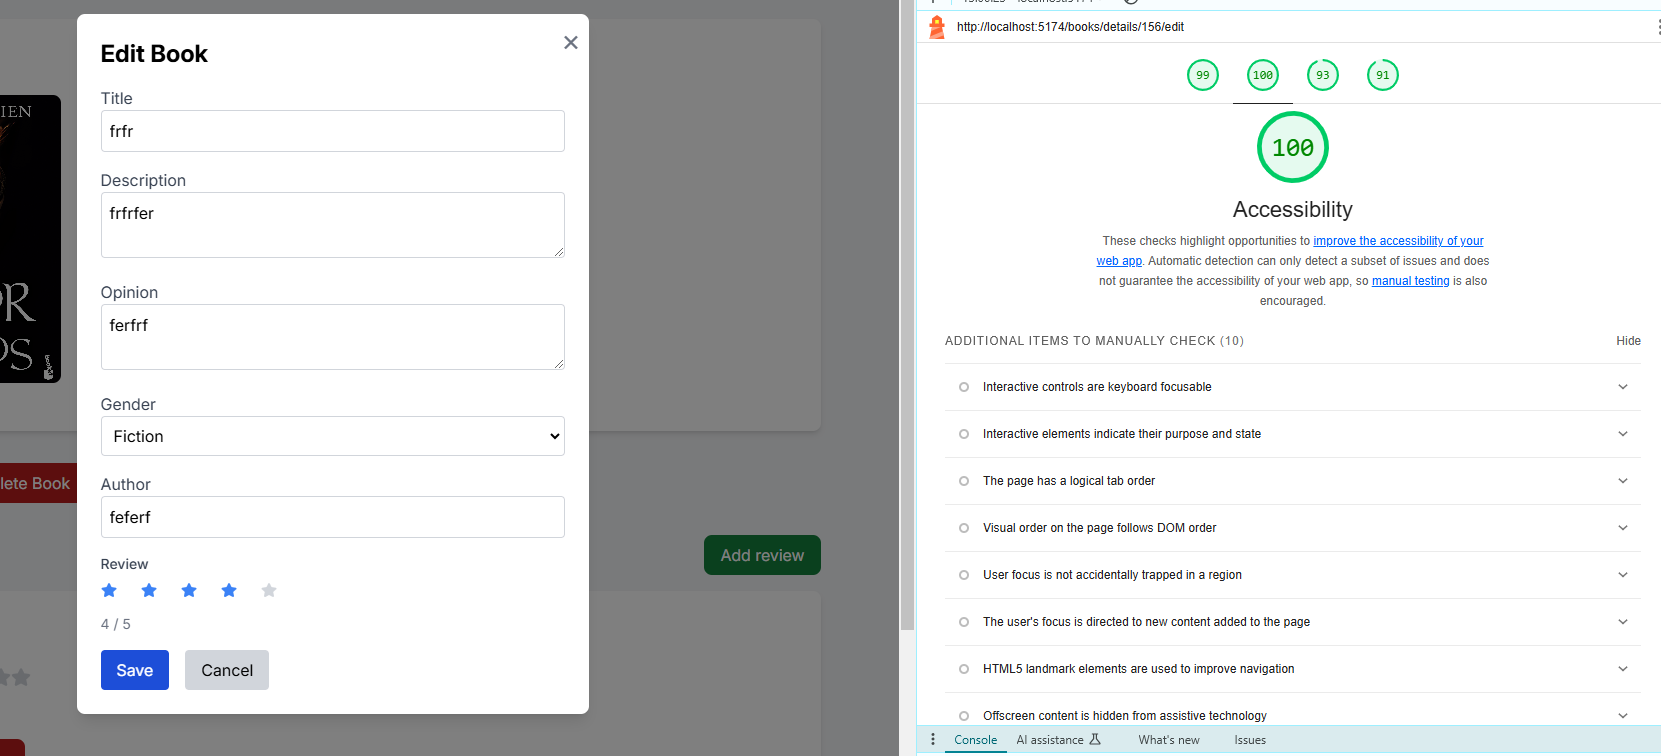 Edit Book
Title
frfr
Description
frfrfer
Opinion
ferfrf
Gender
Fiction
Author
feferf
Review
4 / 5
Save
Cancel
IEN
OR
Book
Add review
http://localhost:5174/books/details/156/edit
99
100
93
91
100
Accessibility
These checks highlight opportunities to improve the accessibility of your
web app. Automatic detection can only detect a subset of issues and does
not guarantee the accessibility of your web app, so manual testing is also
encouraged.
ADDITIONAL ITEMS TO MANUALLY CHECK (10)
Hide
Interactive controls are keyboard focusable
Interactive elements indicate their purpose and state
The page has a logical tab order
Visual order on the page follows DOM order
User focus is not accidentally trapped in a region
The user's focus is directed to new content added to the page
HTML5 landmark elements are used to improve navigation
Offscreen content is hidden from assistive technology
Console
AI assistance
What's new
Issues